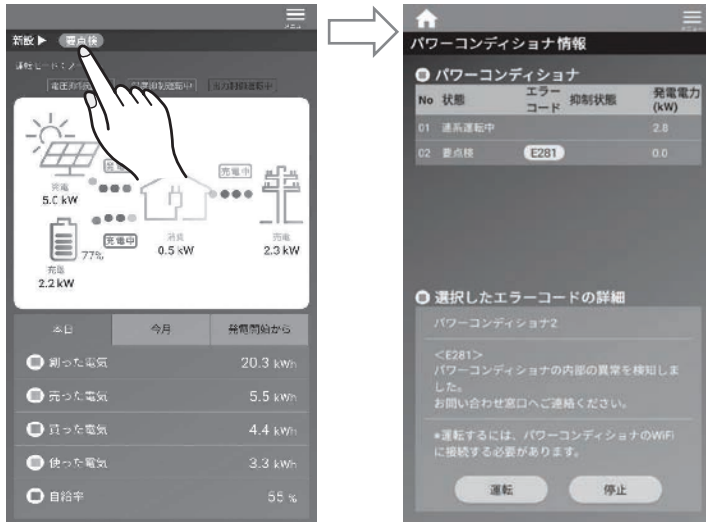 メニュー
新設▶ 要点検
発電
5.0 kW
充電中
77%
充電中
消費
0.5 kW
売電
2.3 kW
充電
2.2 kW
本日
今月
発電開始から
創った電気
20.3 kWh
売った電気
5.5 kWh
買った電気
4.4 kWh
使った電気
3.3 kWh
自給率
55 %
メニュー
パワーコンディショナ情報
パワーコンディショナ
No 状態 エラーコード 抑制状態 発電電力(kW)
01 連系運転中 2.8
02 要点検 E281 0.0
選択したエラーコードの詳細
パワーコンディショナ2
<E281>
パワーコンディショナの内部の異常を検知しま
した。
お問い合わせ窓口へご連絡ください。
*運転するには、パワーコンディショナのWiFi
に接続する必要があります。
運転
停止